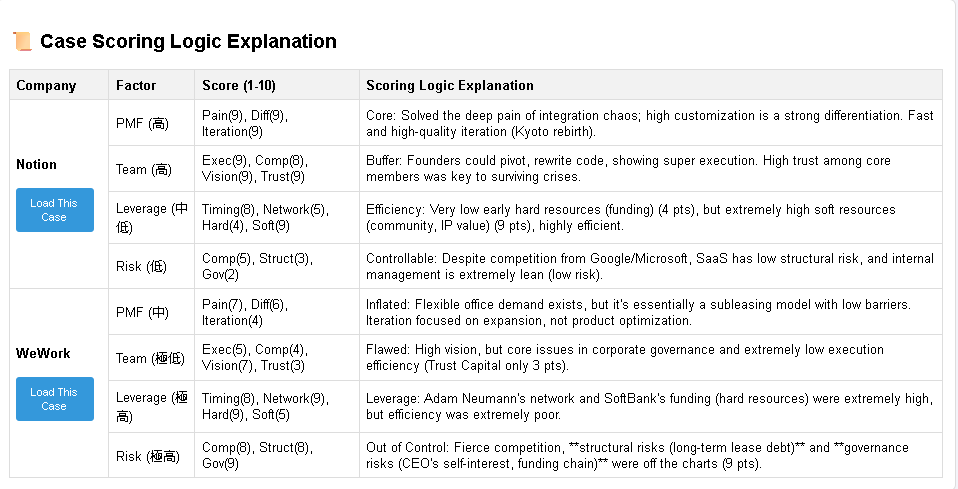 📜 Case Scoring Logic Explanation
Company Factor Score (1-10) Scoring Logic Explanation
Notion
Load This
Case
PMF (高)
Pain(9), Diff(9),
Iteration(9)
Core: Solved the deep pain of integration chaos; high customization is a strong differentiation. Fast
and high-quality iteration (Kyoto rebirth).
Team (高)
Exec(9), Comp(8),
Vision(9), Trust(9)
Buffer: Founders could pivot, rewrite code, showing super execution. High trust among core
members was key to surviving crises.
Leverage (中
低)
Timing(8), Network(5),
Hard(4), Soft(9)
Efficiency: Very low early hard resources (funding) (4 pts), but extremely high soft resources
(community, IP value) (9 pts), highly efficient.
Risk (低)
Comp(5), Struct(3),
Gov(2)
Controllable: Despite competition from Google/Microsoft, SaaS has low structural risk, and internal
management is extremely lean (low risk).
WeWork
Load This
Case
PMF (中)
Pain(7), Diff(6),
Iteration(4)
Inflated: Flexible office demand exists, but it's essentially a subleasing model with low barriers.
Iteration focused on expansion, not product optimization.
Team (極低)
Exec(5), Comp(4),
Vision(7), Trust(3)
Flawed: High vision, but core issues in corporate governance and extremely low execution
efficiency (Trust Capital only 3 pts).
Leverage (極
高)
Timing(8), Network(9),
Hard(9), Soft(5)
Leverage: Adam Neumann's network and SoftBank's funding (hard resources) were extremely high,
but efficiency was extremely poor.
Risk (極高)
Comp(8), Struct(8),
Gov(9)
Out of Control: Fierce competition, **structural risks (long-term lease debt)** and **governance
risks (CEO's self-interest, funding chain)** were off the charts (9 pts).